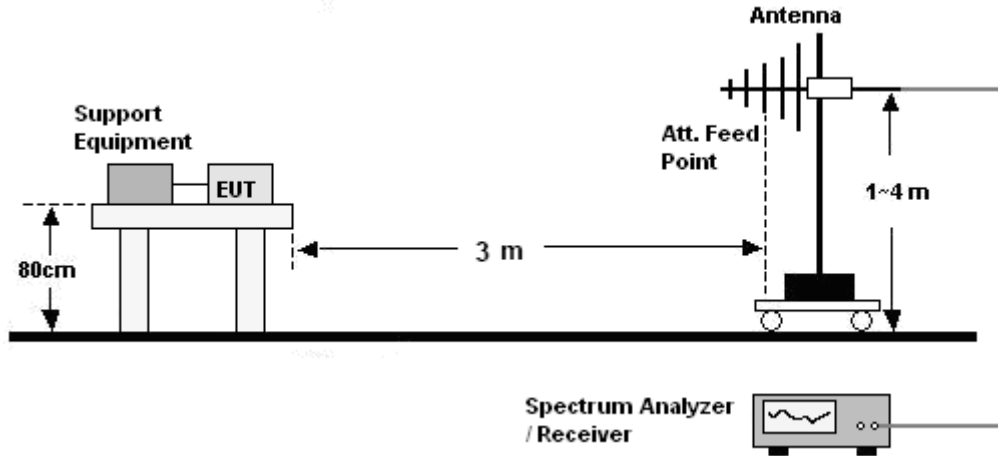 Antenna
Support
Equipment
Att. Feed
Point
EUT
1~4 m
3 m
80cm
Spectrum Analyzer
/ Receiver